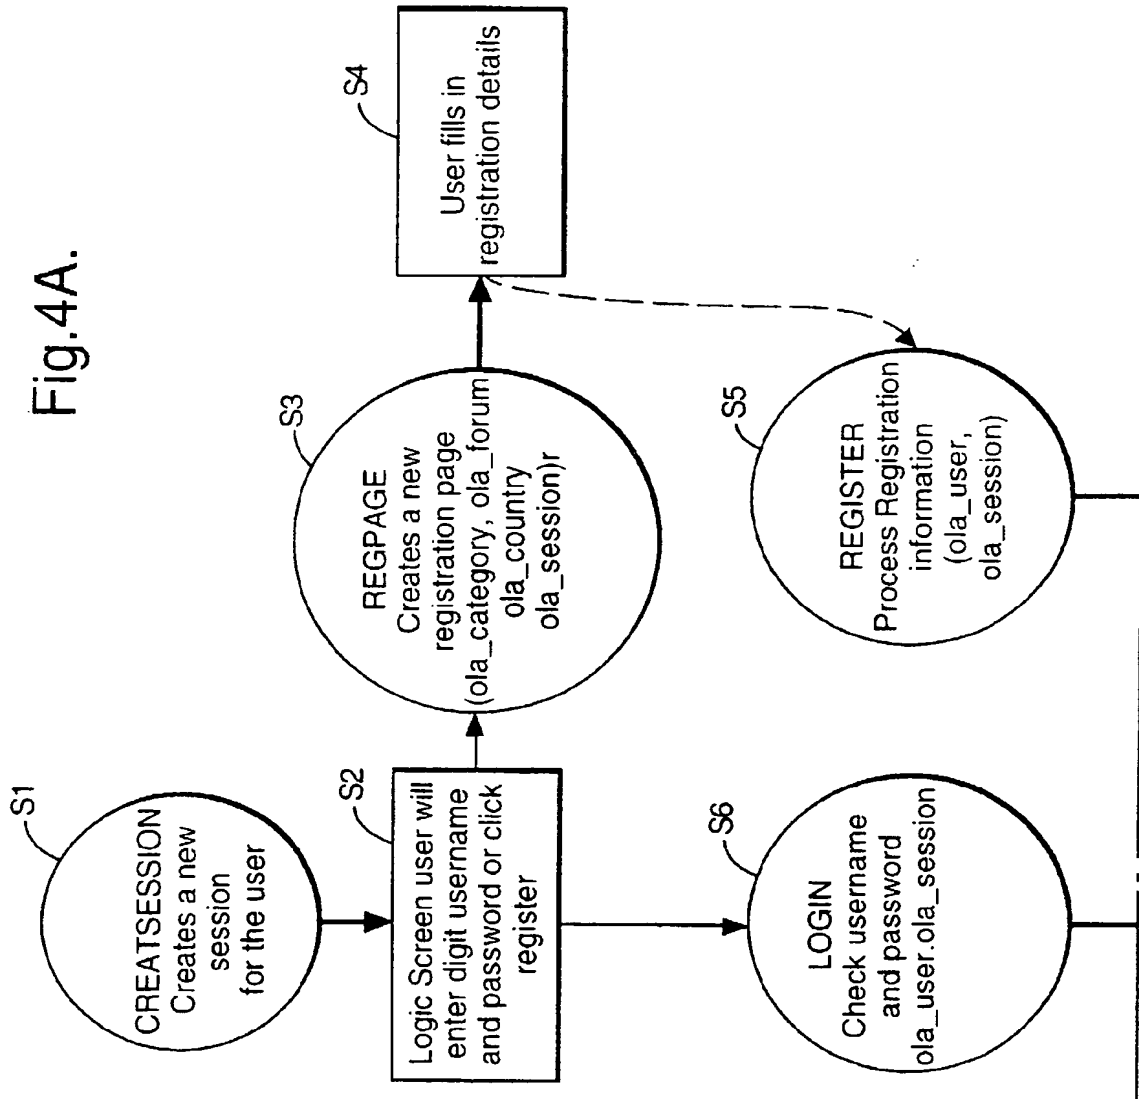 Fig.4A.
S1
CREATSESSION
Creates a new
session
for the user
S2
Logic Screen user will
enter digit username
and password or click
register
S3
REGPAGE
Creates a new
registration page
(ola_category, ola_forum
ola_country
ola_session)r
S4
User fills in
registration details
S5
REGISTER
Process Registration
information
(ola_user,
ola_session)
S6
LOGIN
Check username
and password
ola_user.ola_session